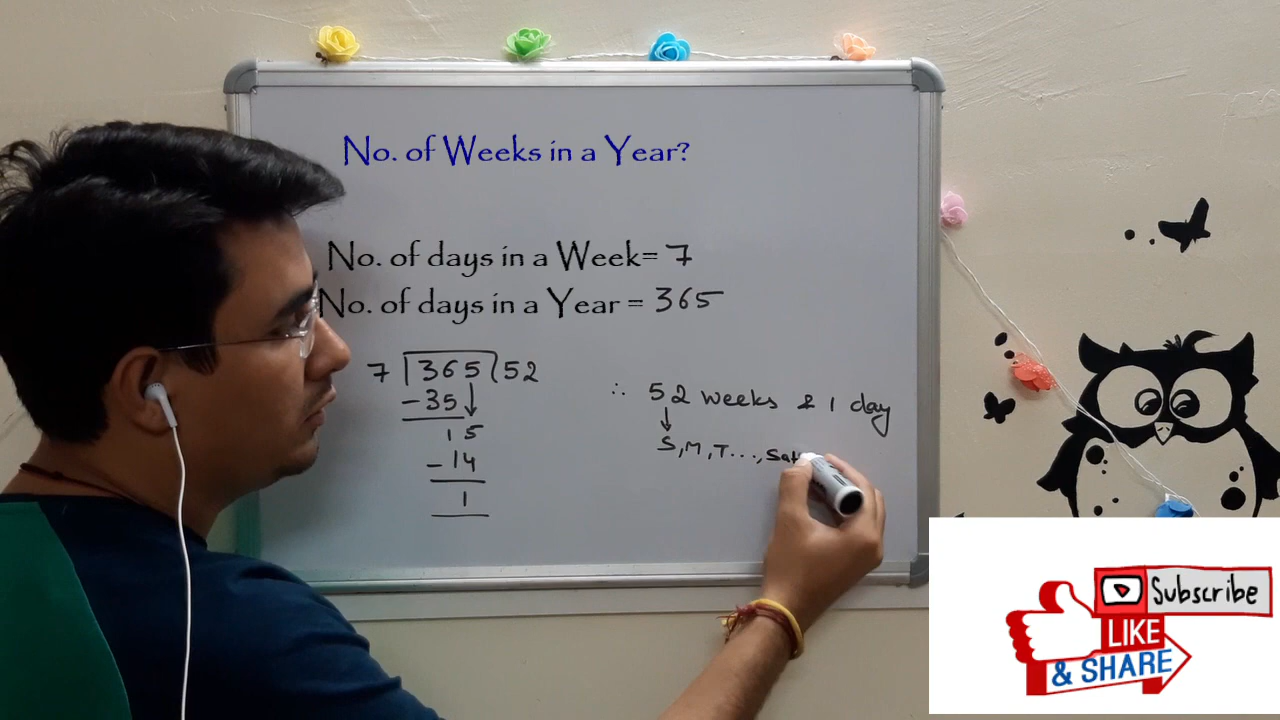 No. of Weeks in a Year?
No. of days in a Week= 7
No. of days in a Year = 365
7 365 52
-35
15
-14
1
∴ 52 weeks & 1 day
↓
S, M, T..., Sat
Subscribe
LIKE
& SHARE